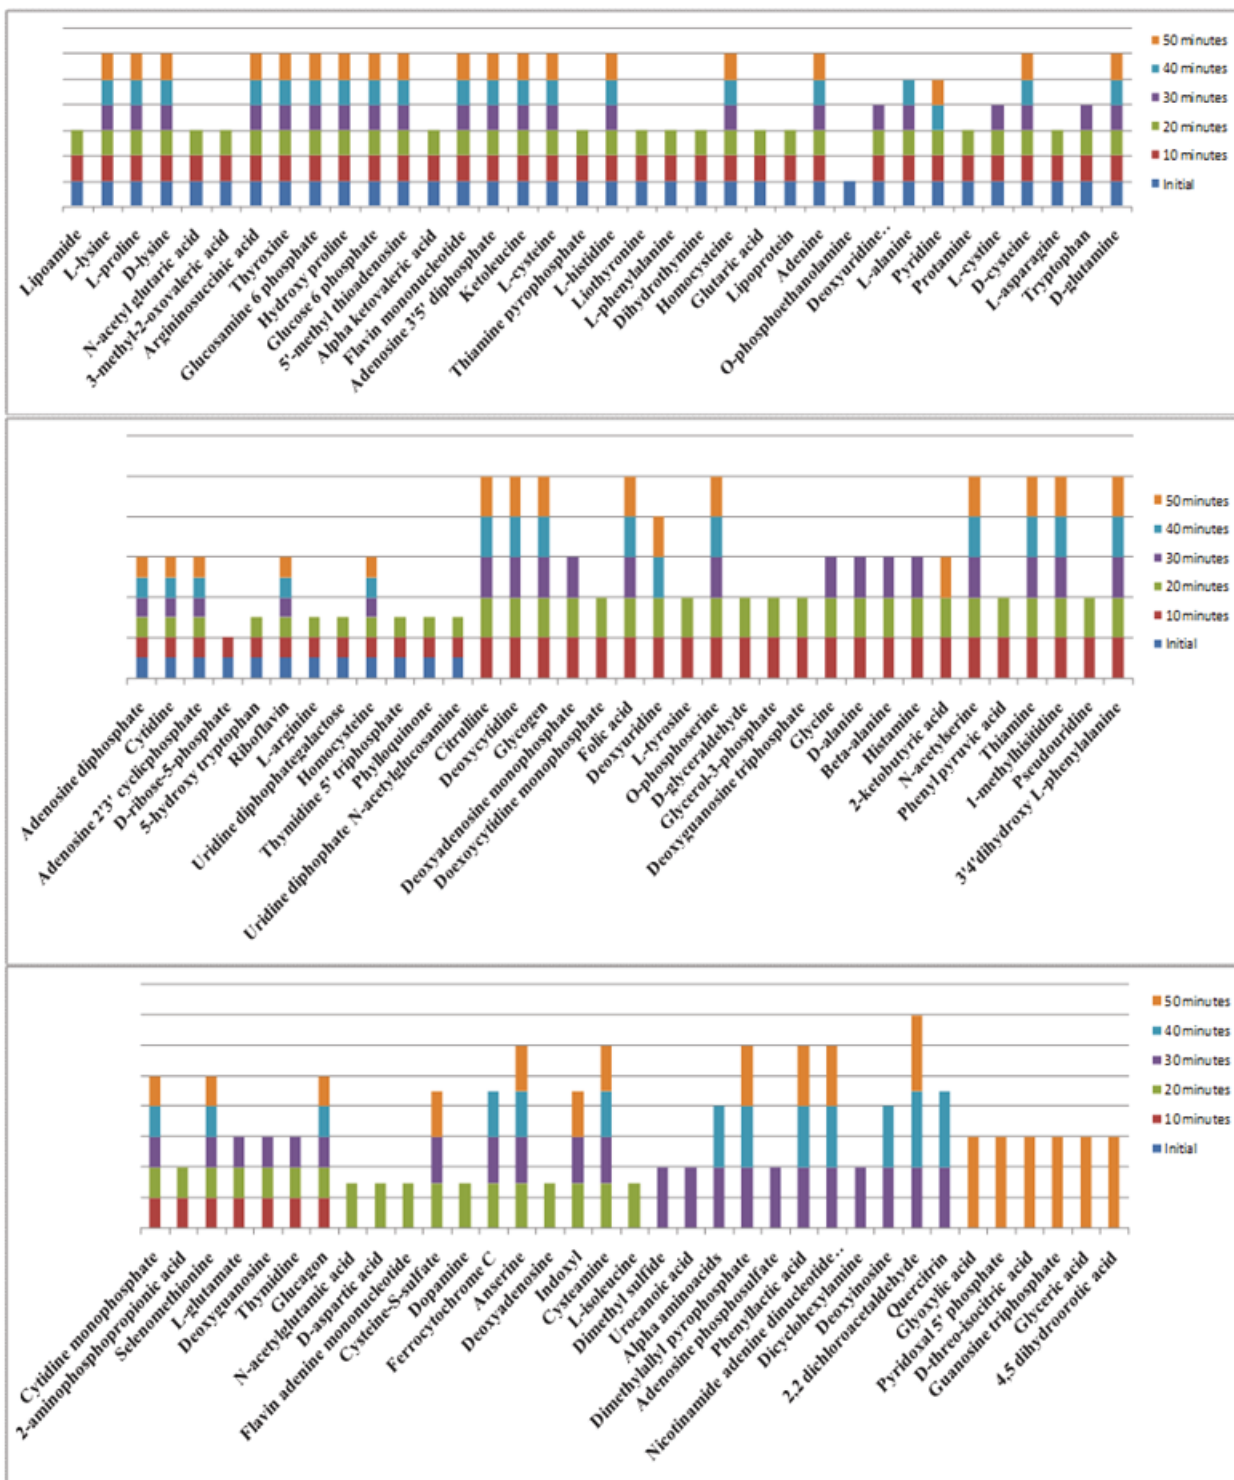 50 minutes
40 minutes
30 minutes
20 minutes
10 minutes
Initial
Lipoamide
L-lysine
L-proline
D-lysine
N-acetyl glutaric acid
3-methyl-2-oxovaleric acid
Argininosuccinic acid
Thyroxine
Glucosamine 6 phosphate
Hydroxy proline
Glucose 6 phosphate
5'-methyl thioadenosine
Alpha ketovaleric acid
Flavin mononucleotide
Adenosine 3'5' diphosphate
Ketoleucine
L-cysteine
Thiamine pyrophosphate
L-histidine
Liothyronine
L-phenylalanine
Dihydrothymine
Homocysteine
Glutaric acid
Lipoprotein
Adenine
O-phosphoethanolamine
Deoxyuridine..
L-alanine
Pyridine
Protamine
L-cystine
D-cysteine
L-asparagine
Tryptophan
D-glutamine
50 minutes
40 minutes
30 minutes
20 minutes
10 minutes
Initial
Adenosine diphosphate
Cytidine
Adenosine 2'3' cyclicphosphate
D-ribose-5-phosphate
5-hydroxy tryptophan
Riboflavin
L-arginine
Uridine diphosphategalactose
Homocysteine
Thymidine 5' triphosphate
Phylloquinone
Uridine diphophate N-acetylglucosamine
Citrulline
Deoxycytidine
Glycogen
Deoxyadenosine monophosphate
Doexoycytidine monophosphate
Folic acid
Deoxyuridine
L-tyrosine
O-phosphoserine
D-glyceraldehyde
Glycerol-3-phosphate
Deoxyguanosine triphosphate
Glycine
D-alanine
Beta-alanine
Histamine
2-ketobutyric acid
N-acetylserine
Phenyl pyruvic acid
Thiamine
1-methylhisitidine
Pseudouridine
3'4'dihydroxy L-phenylalanine
50 minutes
40 minutes
30 minutes
20 minutes
10 minutes
Initial
Cytidine monophosphate
2-aminophosphopropionic acid
Selenomethionine
L-glutamate
Deoxyguanosine
Thymidine
Glucagon
N-acetylglutmic acid
D-aspartic acid
Flavin adenine mononucleotide
Cysteine-S-sulfate
Dopamine
Ferrocytochrome C
Anserine
Deoxyadenosine
Indoxyl
Cysteamine
L-isoleucine
Dimethyl sulfide
Urocanoic acid
Alpha aminoacids
Dimethylallyl pyrophosphate
Adenosine phosphosulfate
Phenyllactic acid
Nicotinamide adenine dinucleotide..
Dicyclohexylamine
Deoxinosine
2,2 dichloroacetaldehyde
Quercitrin
Glyoxylic acid
Pyridoxal 5' phosphate
D-threo-isocitric acid
Guanosine triphosphate
Glyceric acid
4,5 dihydroorotic acid